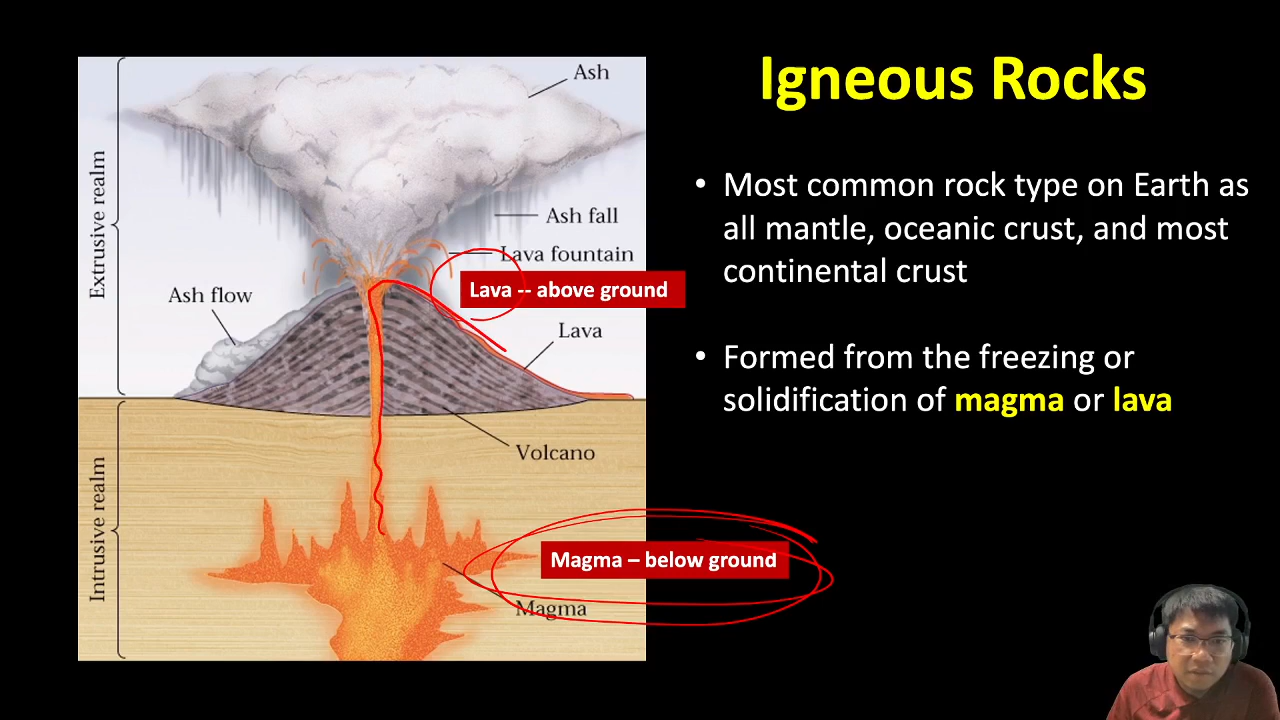 Igneous Rocks
• Most common rock type on Earth as
all mantle, oceanic crust, and most
continental crust
• Formed from the freezing or
solidification of magma or lava
Extrusive realm
Intrusive realm
Ash
Ash fall
Lava fountain
Lava -- above ground
Ash flow
Lava
Volcano
Magma – below ground
Magma